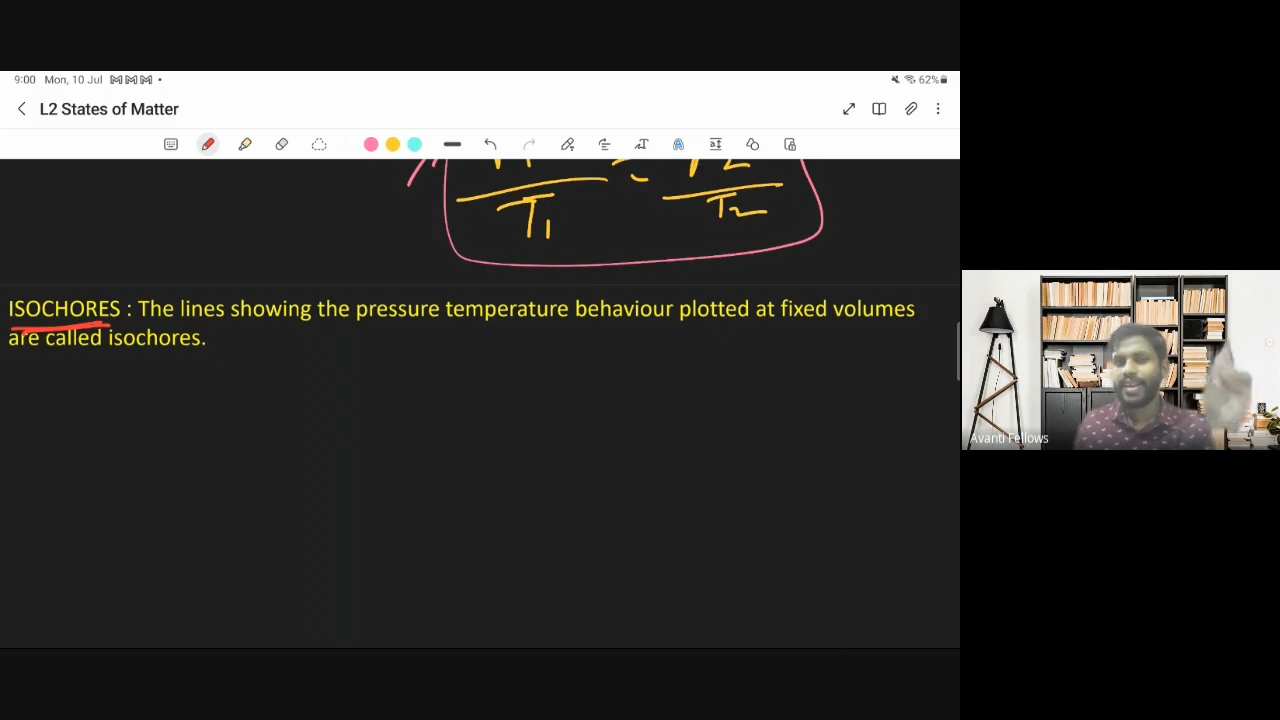 9:00 Mon, 10 Jul
62%
L2 States of Matter
T1
T2
ISOCHORES : The lines showing the pressure temperature behaviour plotted at fixed volumes
are called isochores.
Avanti Fellows